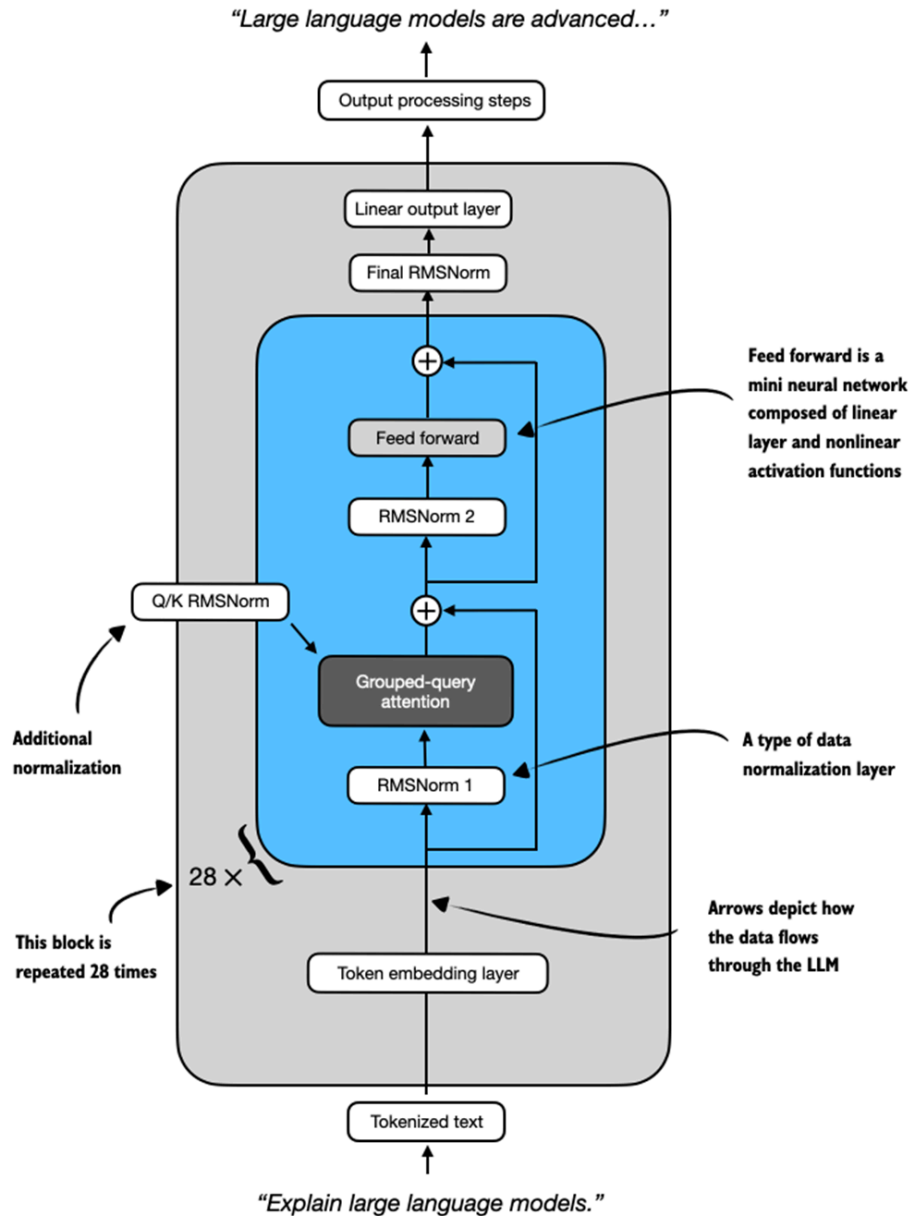 “Large language models are advanced…”
Output processing steps
Linear output layer
Final RMSNorm
Feed forward is a
mini neural network
composed of linear
layer and nonlinear
activation functions
Feed forward
RMSNorm 2
Q/K RMSNorm
Grouped-query
attention
Additional
normalization
A type of data
normalization layer
RMSNorm 1
28 ×
This block is
repeated 28 times
Arrows depict how
the data flows
through the LLM
Token embedding layer
Tokenized text
“Explain large language models.”